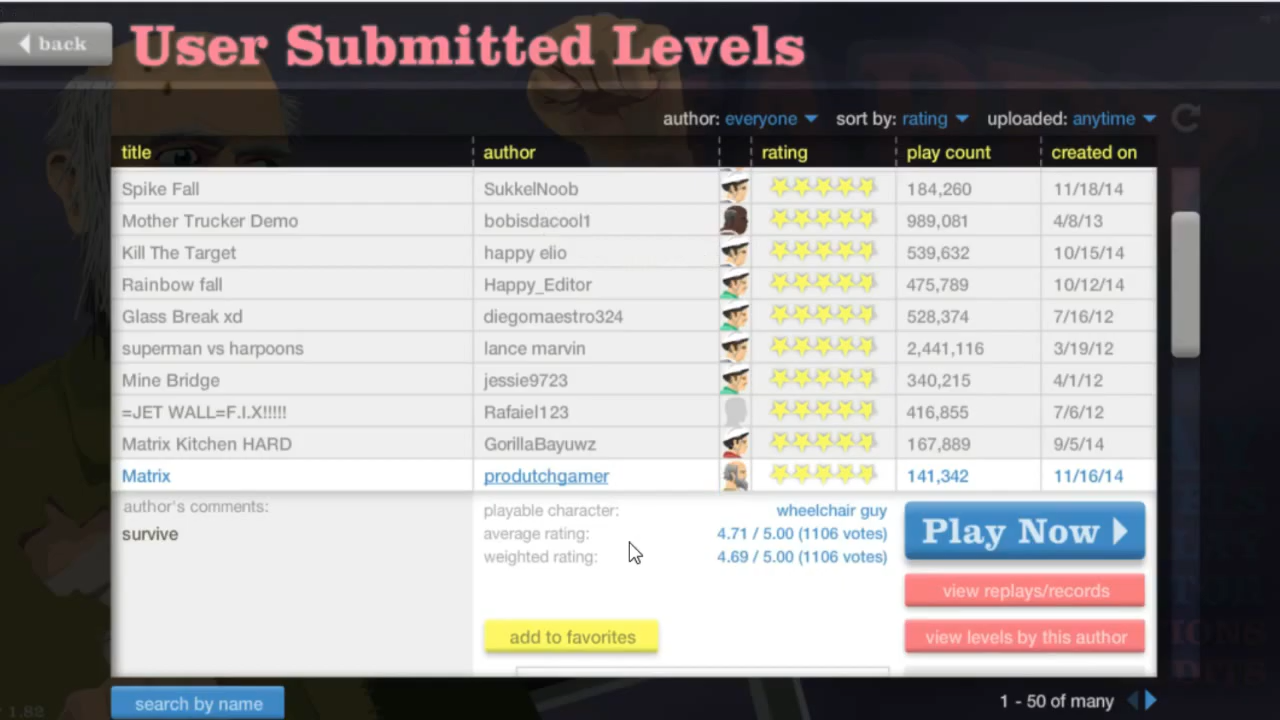 back
User Submitted Levels
author: everyone sort by: rating uploaded: anytime
title author rating play count created on
Spike Fall SukkelNoob 184,260 11/18/14
Mother Trucker Demo bobisdacool1 989,081 4/8/13
Kill The Target happy elio 539,632 10/15/14
Rainbow fall Happy_Editor 475,789 10/12/14
Glass Break xd diegomaestro324 528,374 7/16/12
superman vs harpoons lance marvin 2,441,116 3/19/12
Mine Bridge jessie9723 340,215 4/1/12
=JET WALL=F.I.X!!!!! Rafaiel123 416,855 7/6/12
Matrix Kitchen HARD GorillaBayuwz 167,889 9/5/14
Matrix produtchgamer 141,342 11/16/14
author's comments:
survive
playable character: wheelchair guy
average rating: 4.71 / 5.00 (1106 votes)
weighted rating: 4.69 / 5.00 (1106 votes)
Play Now
view replays/records
add to favorites
view levels by this author
search by name
1 - 50 of many
1.82